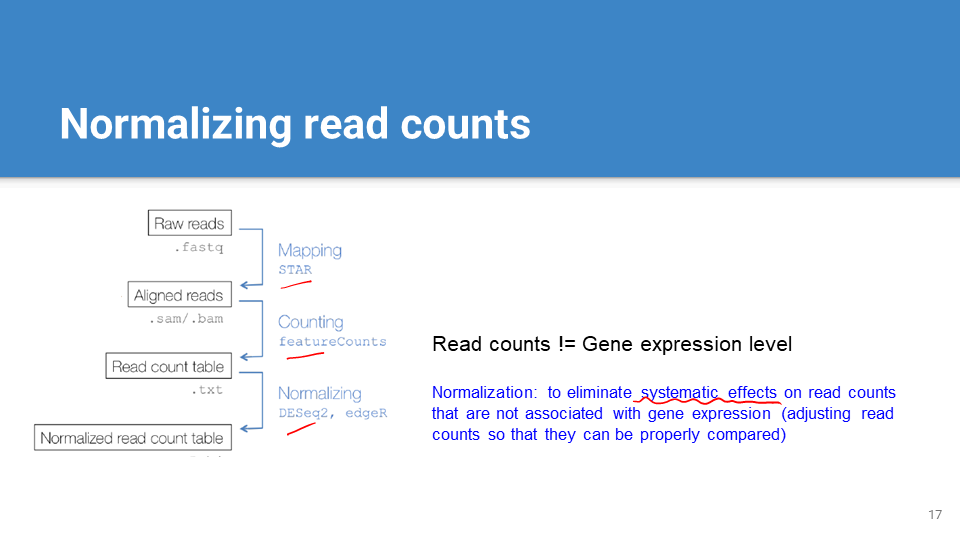 Normalizing read counts
Raw reads
.fastq
Mapping
STAR
Aligned reads
.sam/.bam
Counting
featureCounts
Read count table
.txt
Normalizing
DESeq2, edgeR
Normalized read count table
Read counts != Gene expression level
Normalization: to eliminate systematic effects on read counts
that are not associated with gene expression (adjusting read
counts so that they can be properly compared)
17